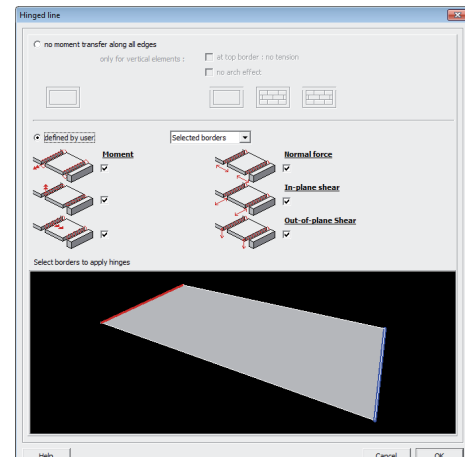 Hinged line
no moment transfer along all edges
only for vertical elements :
at top border : no tension
no arch effect
defined by user
Selected borders
Moment
Normal force
In-plane shear
Out-of-plane Shear
Select borders to apply hinges
Help
Cancel
OK